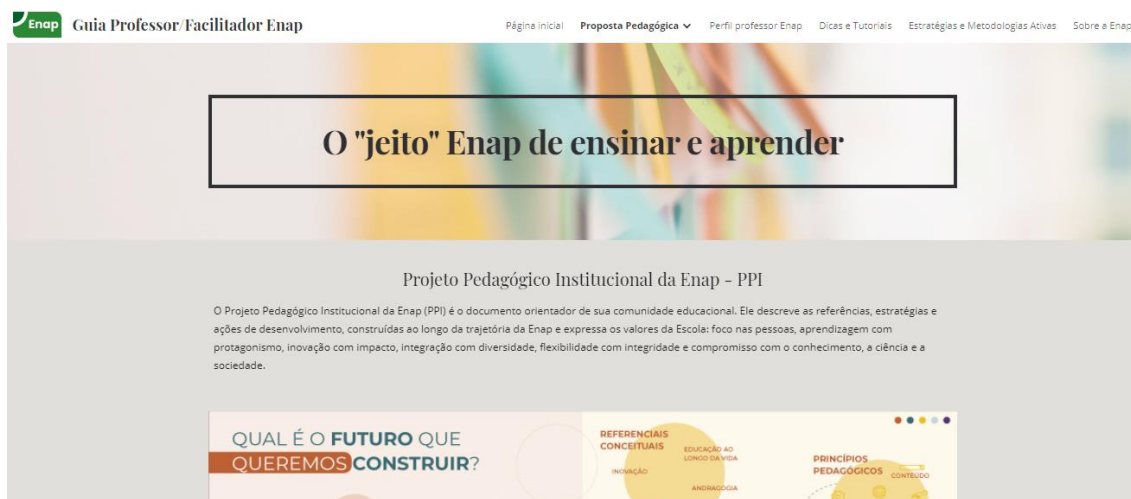 Enap
Guia Professor/Facilitador Enap
Página inicial
Proposta Pedagógica
Perfil professor Enap
Dicas e Tutoriais
Estratégias e Metodologias Ativas
Sobre a Enap
O "jeito" Enap de ensinar e aprender
Projeto Pedagógico Institucional da Enap - PPI
O Projeto Pedagógico Institucional da Enap (PPI) é o documento orientador de sua comunidade educacional. Ele descreve as referências, estratégias e
ações de desenvolvimento, construídas ao longo da trajetória da Enap e expressa os valores da Escola: foco nas pessoas, aprendizagem com
protagonismo, inovação com impacto, integração com diversidade, flexibilidade com integridade e compromisso com o conhecimento, a ciência e a
sociedade.
QUAL É O FUTURO QUE
QUEREMOS CONSTRUIR?
REFERENCIAIS
CONCEITUAIS
EDUCAÇÃO AO
LONGO DA VIDA
INOVAÇÃO
ANDRAGOGIA
PRINCÍPIOS
PEDAGÓGICOS
CONTEÚDO